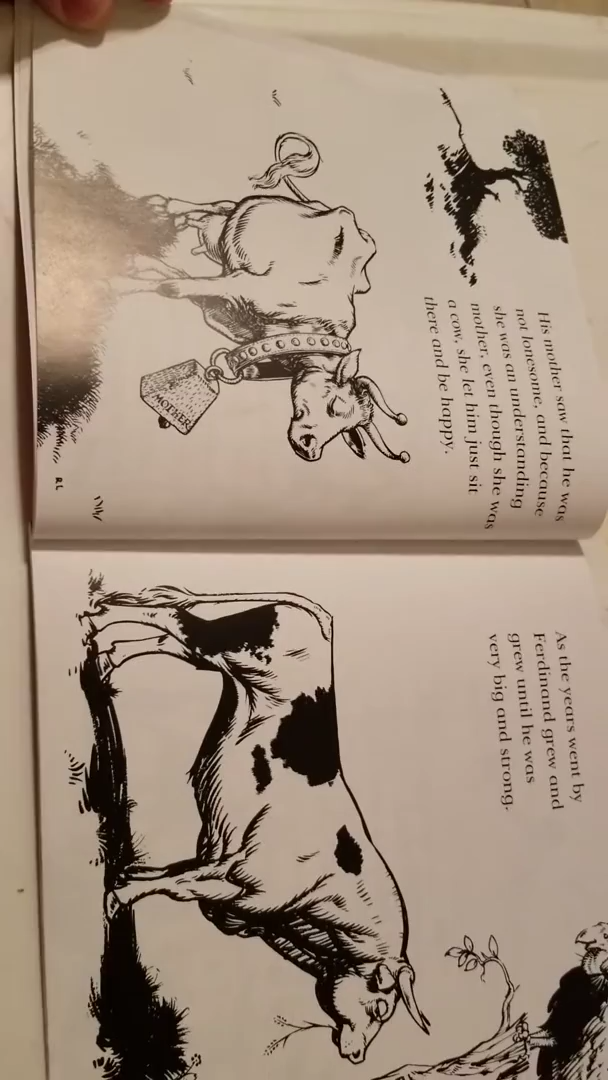 His mother saw that he was
not lonesome, and because
she was an understanding
mother, even though she was
a cow, she let him just sit
there and be happy.
MOTHER
RL
As the years went by
Ferdinand grew and
grew until he was
very big and strong.